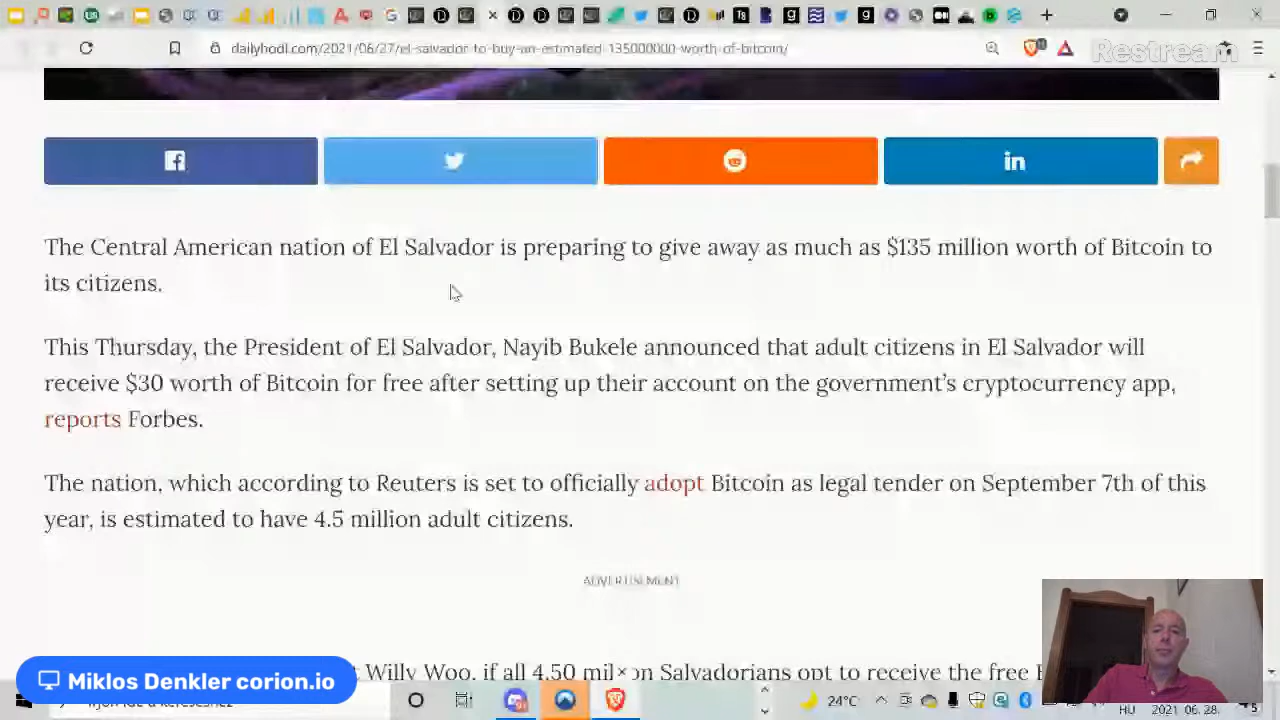 dailyhodl.com/2021/06/27/el-salvador-to-buy-an-estimated-135000000-worth-of-bitcoin/
Restream
The Central American nation of El Salvador is preparing to give away as much as $135 million worth of Bitcoin to
its citizens.
This Thursday, the President of El Salvador, Nayib Bukele announced that adult citizens in El Salvador will
receive $30 worth of Bitcoin for free after setting up their account on the government's cryptocurrency app,
reports Forbes.
The nation, which according to Reuters is set to officially adopt Bitcoin as legal tender on September 7th of this
year, is estimated to have 4.5 million adult citizens.
ADVERTISEMENT
Willy Woo, if all 4.50 million Salvadorians opt to receive the free
Miklos Denkler corion.io
24°C
HU
2021. 06. 28.